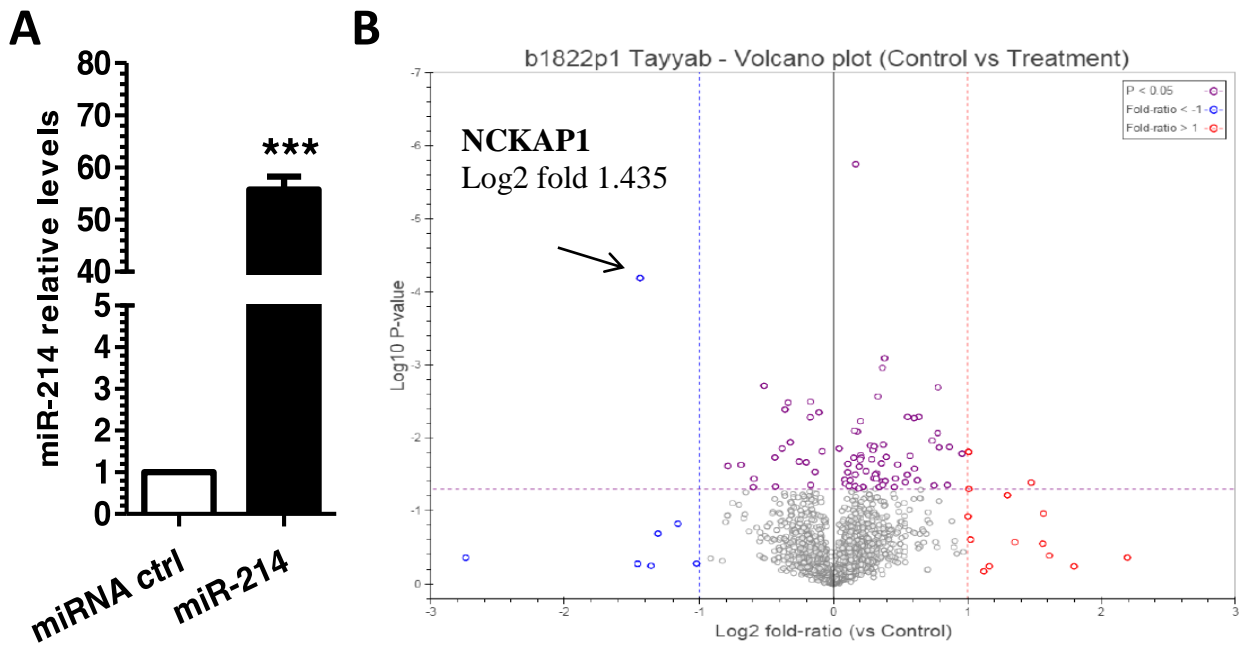 A
miR-214 relative levels
80
70
60
50
40
5
4
3
2
1
0
***
miRNA ctrl
miR-214
B
b1822p1 Tayyab - Volcano plot (Control vs Treatment)
Log10 P-value
-7
-6
-5
-4
-3
-2
-1
0
NCKAP1
Log2 fold 1.435
P < 0.05
Fold-ratio < -1
Fold-ratio > 1
-3
-2
-1
0
1
2
3
Log2 fold-ratio (vs Control)